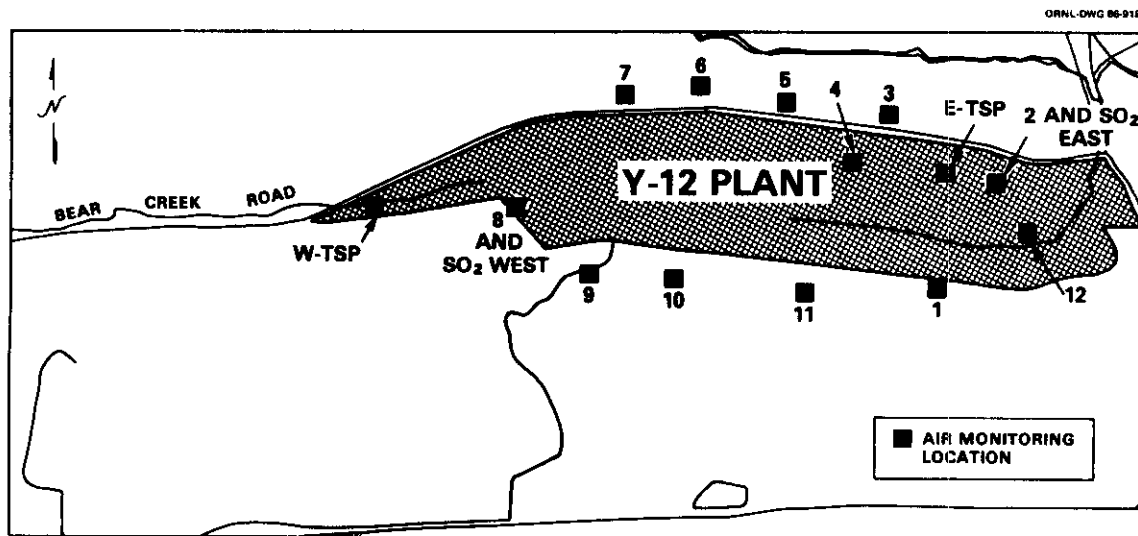 ORNL-DWG 86-918
N
7
6
5
4
3
E-TSP
2 AND SO₂
EAST
Y-12 PLANT
BEAR CREEK ROAD
W-TSP
8
AND
SO₂ WEST
9
10
11
1
12
AIR MONITORING
LOCATION